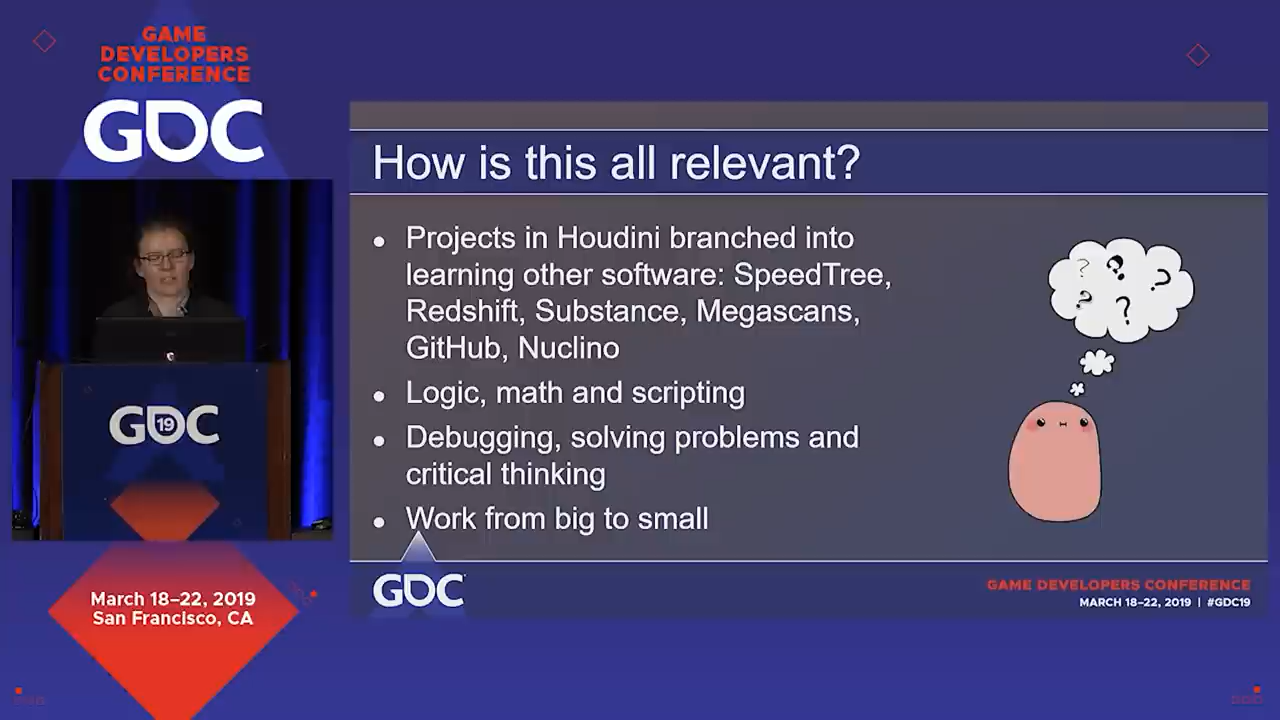 GAME
DEVELOPERS
CONFERENCE
GDC
GDC
19
March 18–22, 2019
San Francisco, CA
How is this all relevant?
• Projects in Houdini branched into
learning other software: SpeedTree,
Redshift, Substance, Megascans,
GitHub, Nuclino
• Logic, math and scripting
• Debugging, solving problems and
critical thinking
• Work from big to small
? ? ? ? ?
GDC
GAME DEVELOPERS CONFERENCE
MARCH 18–22, 2019 | #GDC19